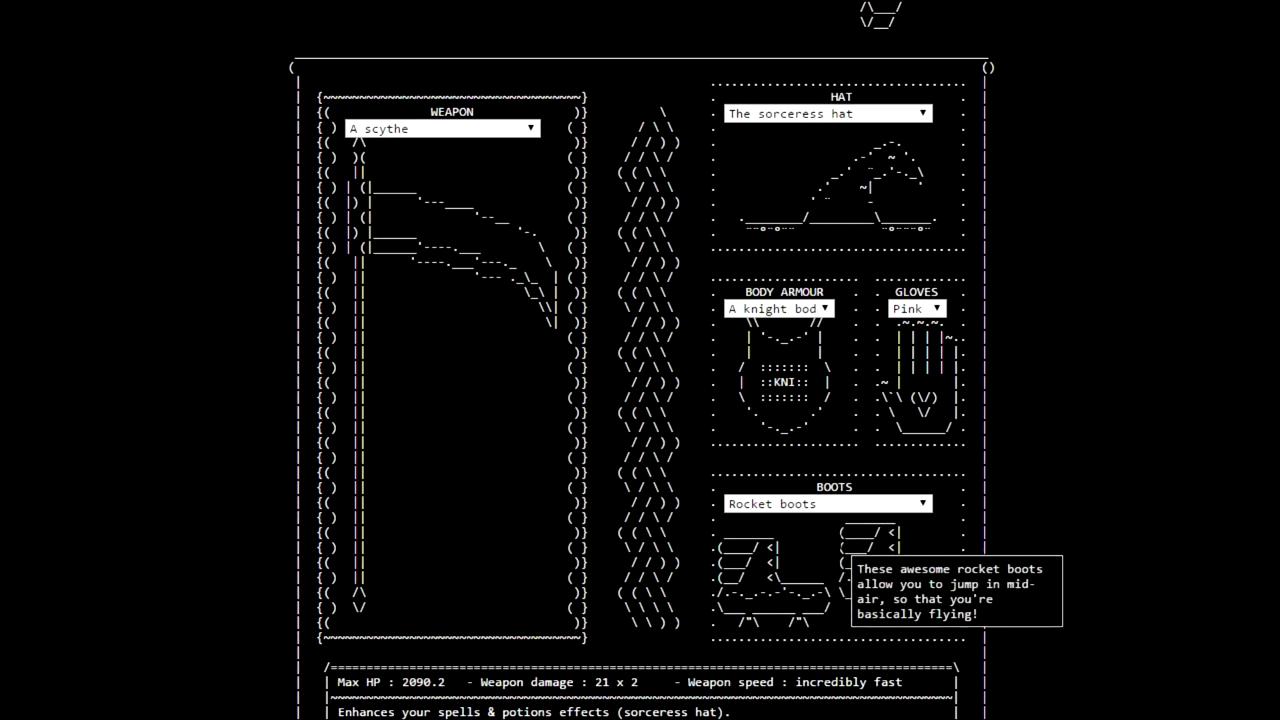 WEAPON
A scythe
HAT
The sorceress hat
BODY ARMOUR
A knight bod
::KNI::
GLOVES
Pink
BOOTS
Rocket boots
These awesome rocket boots
allow you to jump in mid-
air, so that you're
basically flying!
Max HP : 2090.2 - Weapon damage : 21 x 2 - Weapon speed : incredibly fast
Enhances your spells & potions effects (sorceress hat).